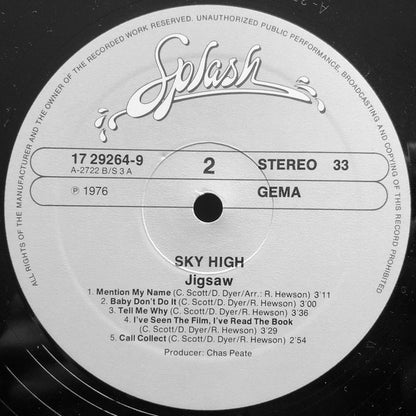 ALL RIGHTS OF THE MANUFACTURER AND THE OWNER OF THE RECORDED WORK RESERVED. UNAUTHORIZED PUBLIC PERFORMANCE, BROADCASTING AND COPYING OF THIS RECORD PROHIBITED
Splash
17 29264-9 2 STEREO 33
A-2722 B/S 3 A
℗ 1976 GEMA
SKY HIGH
Jigsaw
1. Mention My Name (C. Scott/D. Dyer/Arr.: R. Hewson) 3'11
2. Baby Don't Do It (C. Scott/D. Dyer/R. Hewson) 3'00
3. Tell Me Why (C. Scott/D. Dyer/R. Hewson) 3'36
4. I've Seen The Film, I've Read The Book
(C. Scott/D. Dyer/R. Hewson) 3'29
5. Call Collect (C. Scott/D. Dyer) 2'54
Producer: Chas Peate